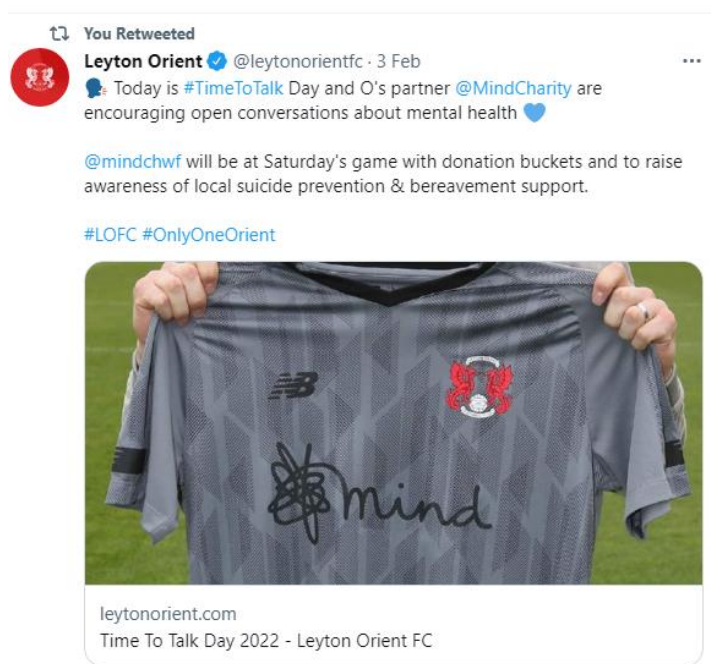 You Retweeted
Leyton Orient @leytonorientfc · 3 Feb
Today is #TimeToTalk Day and O's partner @MindCharity are
encouraging open conversations about mental health
@mindchwf will be at Saturday's game with donation buckets and to raise
awareness of local suicide prevention & bereavement support.
#LOFC #OnlyOneOrient
mind
leytonorient.com
Time To Talk Day 2022 - Leyton Orient FC